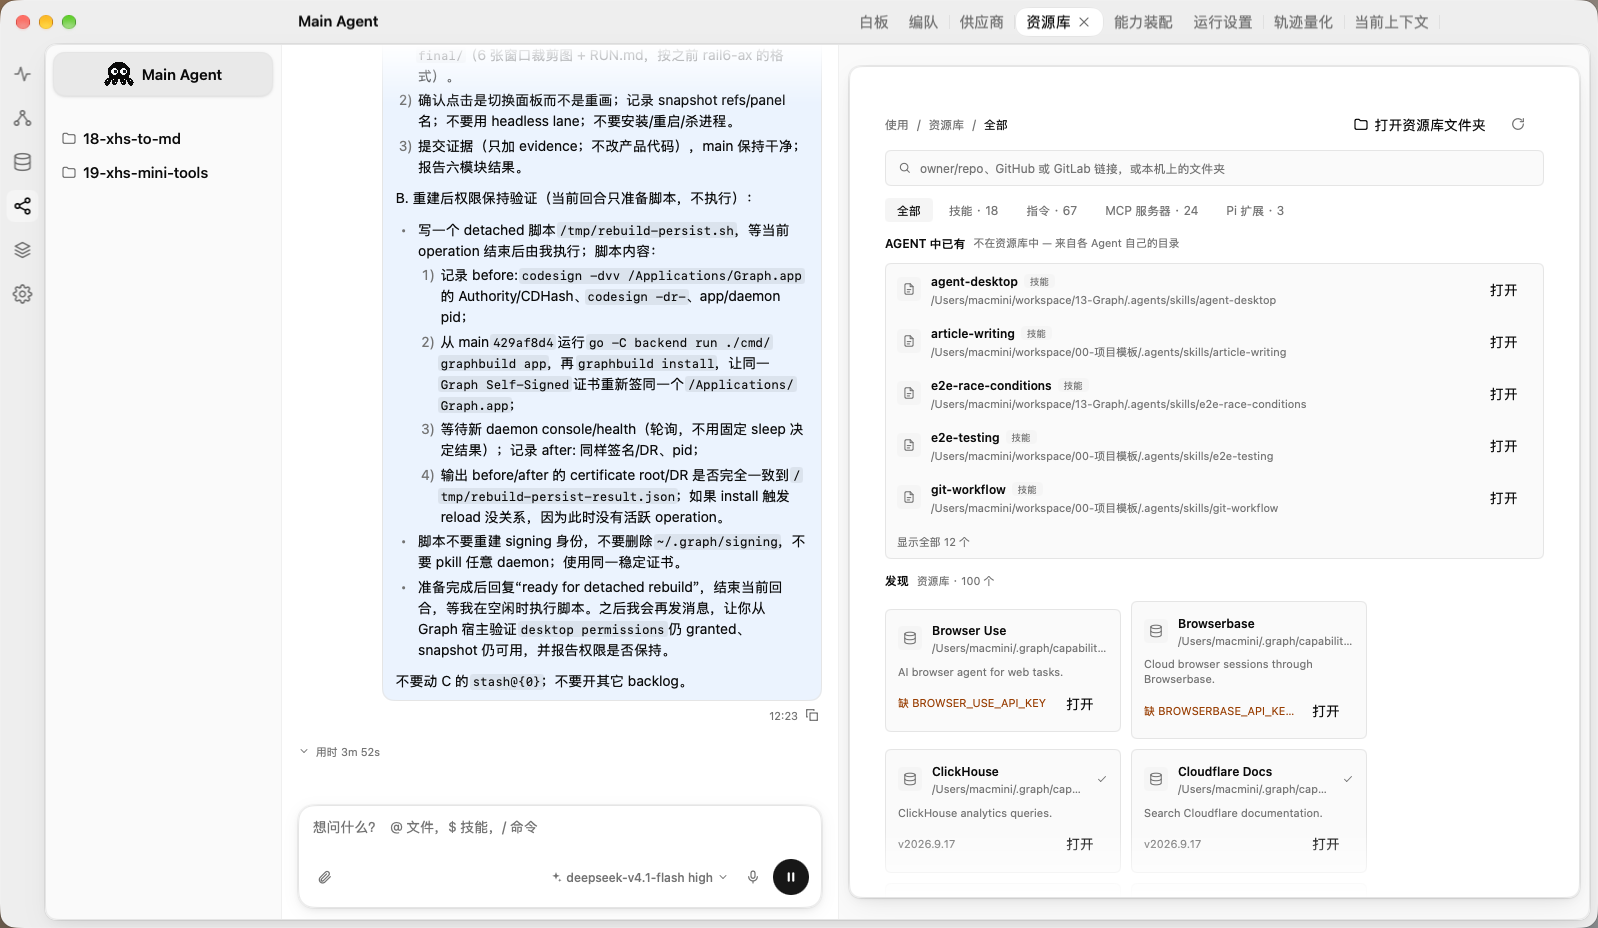 Main Agent
白板
编队
供应商
资源库
能力装配
运行设置
轨迹量化
当前上下文
Main Agent
18-xhs-to-md
19-xhs-mini-tools
final/（6 张窗口裁剪图 + RUN.md，按之前 rail6-ax 的格
式）。
2) 确认点击是切换面板而不是重画；记录 snapshot refs/panel
名；不要用 headless lane；不要安装/重启/杀进程。
3) 提交证据（只加 evidence；不改产品代码），main 保持干净；
报告六模块结果。
B. 重建后权限保持验证（当前回合只准备脚本，不执行）：
• 写一个 detached 脚本 /tmp/rebuild-persist.sh，等当前
operation 结束后由我执行；脚本内容：
1) 记录 before: codesign -dvv /Applications/Graph.app
的 Authority/CDHash、codesign -dr-、app/daemon
pid；
2) 从 main 429af8d4 运行 go -C backend run ./cmd/
graphbuild app，再 graphbuild install，让同一
Graph Self-Signed 证书重新签同一个 /Applications/
Graph.app；
3) 等待新 daemon console/health（轮询，不用固定 sleep 决
定结果）；记录 after: 同样签名/DR、pid；
4) 输出 before/after 的 certificate root/DR 是否完全一致到 /
tmp/rebuild-persist-result.json；如果 install 触发
reload 没关系，因为此时没有活跃 operation。
• 脚本不要重建 signing 身份，不要删除 ~/.graph/signing，不
要 pkill 任意 daemon；使用同一稳定证书。
• 准备完成后回复“ready for detached rebuild”，结束当前回
合，等我在空闲时执行脚本。之后我会再发消息，让你从
Graph 宿主验证 desktop permissions 仍 granted、
snapshot 仍可用，并报告权限是否保持。
不要动 C 的 stash@{0}；不要开其它 backlog。
12:23
用时 3m 52s
想问什么？ @ 文件，$ 技能，/ 命令
deepseek-v4.1-flash high
使用 / 资源库 / 全部
打开资源库文件夹
owner/repo、GitHub 或 GitLab 链接，或本机上的文件夹
全部
技能 · 18
指令 · 67
MCP 服务器 · 24
Pi 扩展 · 3
AGENT 中已有 不在资源库中 — 来自各 Agent 自己的目录
agent-desktop 技能
/Users/macmini/workspace/13-Graph/.agents/skills/agent-desktop
打开
article-writing 技能
/Users/macmini/workspace/00-项目模板/.agents/skills/article-writing
打开
e2e-race-conditions 技能
/Users/macmini/workspace/13-Graph/.agents/skills/e2e-race-conditions
打开
e2e-testing 技能
/Users/macmini/workspace/00-项目模板/.agents/skills/e2e-testing
打开
git-workflow 技能
/Users/macmini/workspace/00-项目模板/.agents/skills/git-workflow
打开
显示全部 12 个
发现 资源库 · 100 个
Browser Use
/Users/macmini/.graph/capabilit...
AI browser agent for web tasks.
缺 BROWSER_USE_API_KEY
打开
Browserbase
/Users/macmini/.graph/capabilit...
Cloud browser sessions through
Browserbase.
缺 BROWSERBASE_API_KE...
打开
ClickHouse
/Users/macmini/.graph/cap...
ClickHouse analytics queries.
v2026.9.17
打开
Cloudflare Docs
/Users/macmini/.graph/cap...
Search Cloudflare documentation.
v2026.9.17
打开